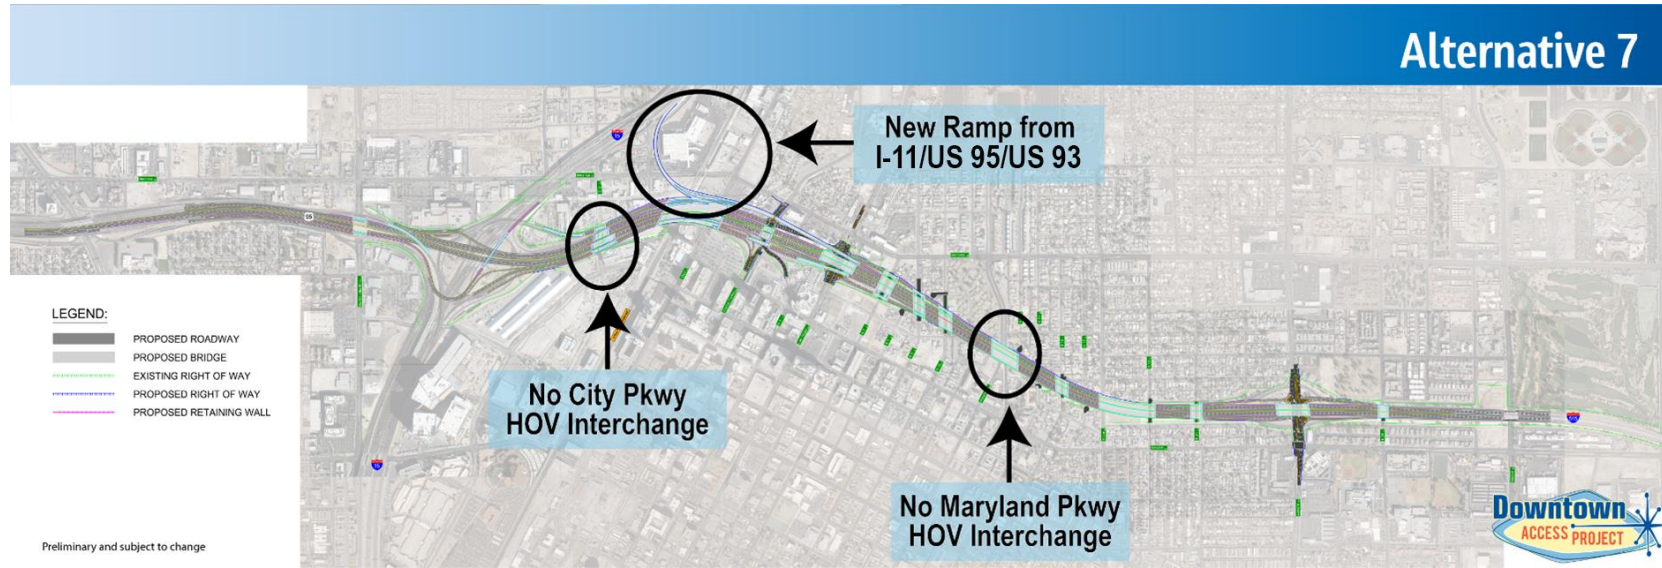 Alternative 7
New Ramp from
I-11/US 95/US 93
LEGEND:
PROPOSED ROADWAY
PROPOSED BRIDGE
EXISTING RIGHT OF WAY
PROPOSED RIGHT OF WAY
PROPOSED RETAINING WALL
No City Pkwy
HOV Interchange
No Maryland Pkwy
HOV Interchange
Preliminary and subject to change
Downtown
ACCESS PROJECT